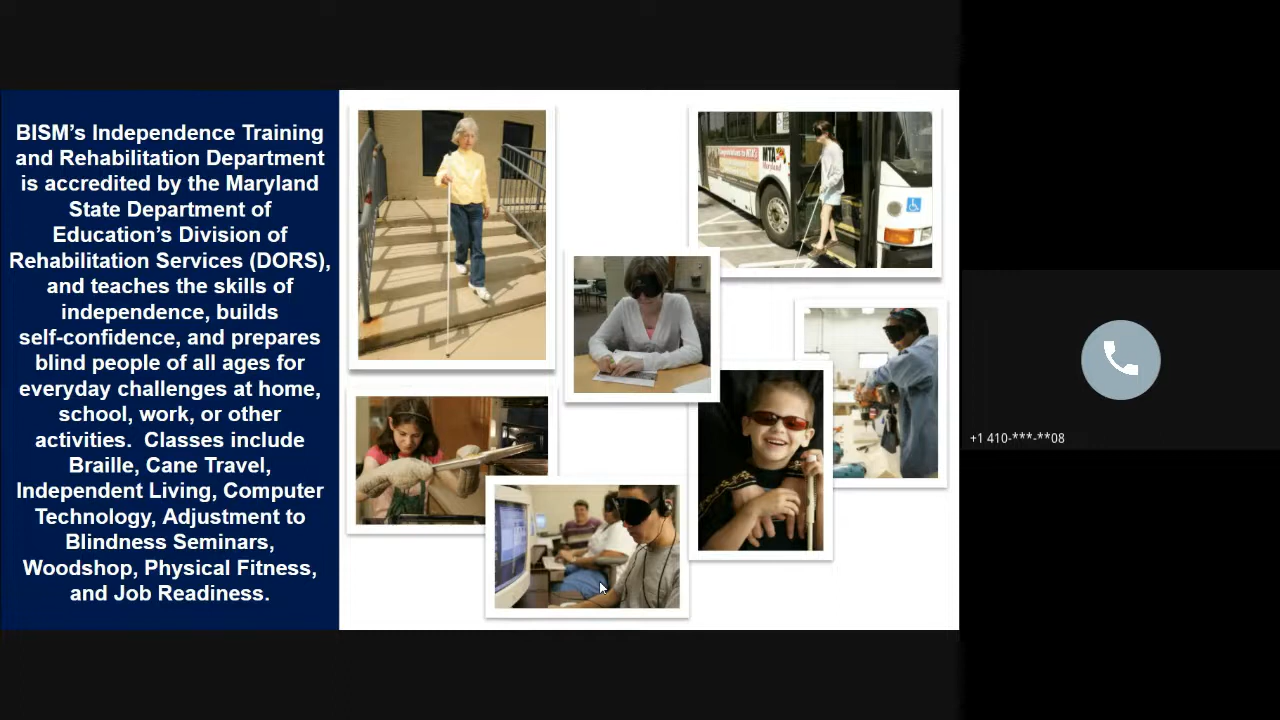 BISM’s Independence Training
and Rehabilitation Department
is accredited by the Maryland
State Department of
Education’s Division of
Rehabilitation Services (DORS),
and teaches the skills of
independence, builds
self-confidence, and prepares
blind people of all ages for
everyday challenges at home,
school, work, or other
activities.  Classes include
Braille, Cane Travel,
Independent Living, Computer
Technology, Adjustment to
Blindness Seminars,
Woodshop, Physical Fitness,
and Job Readiness.
MTA
Maryland
+1 410-***-**08